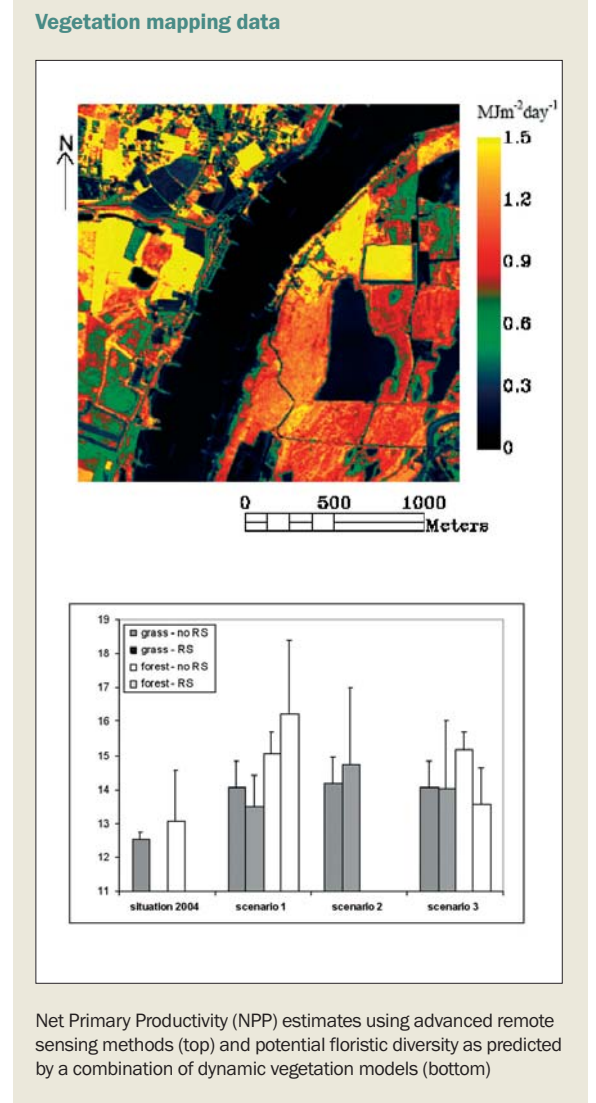 Vegetation mapping data
MJm-2day-1
N
1.5
1.2
0.9
0.6
0.3
0
0 500 1000
Meters
19
18
17
16
15
14
13
12
11
grass - no RS
grass - RS
forest - no RS
forest - RS
situation 2004 scenario 1 scenario 2 scenario 3
Net Primary Productivity (NPP) estimates using advanced remote
sensing methods (top) and potential floristic diversity as predicted
by a combination of dynamic vegetation models (bottom)